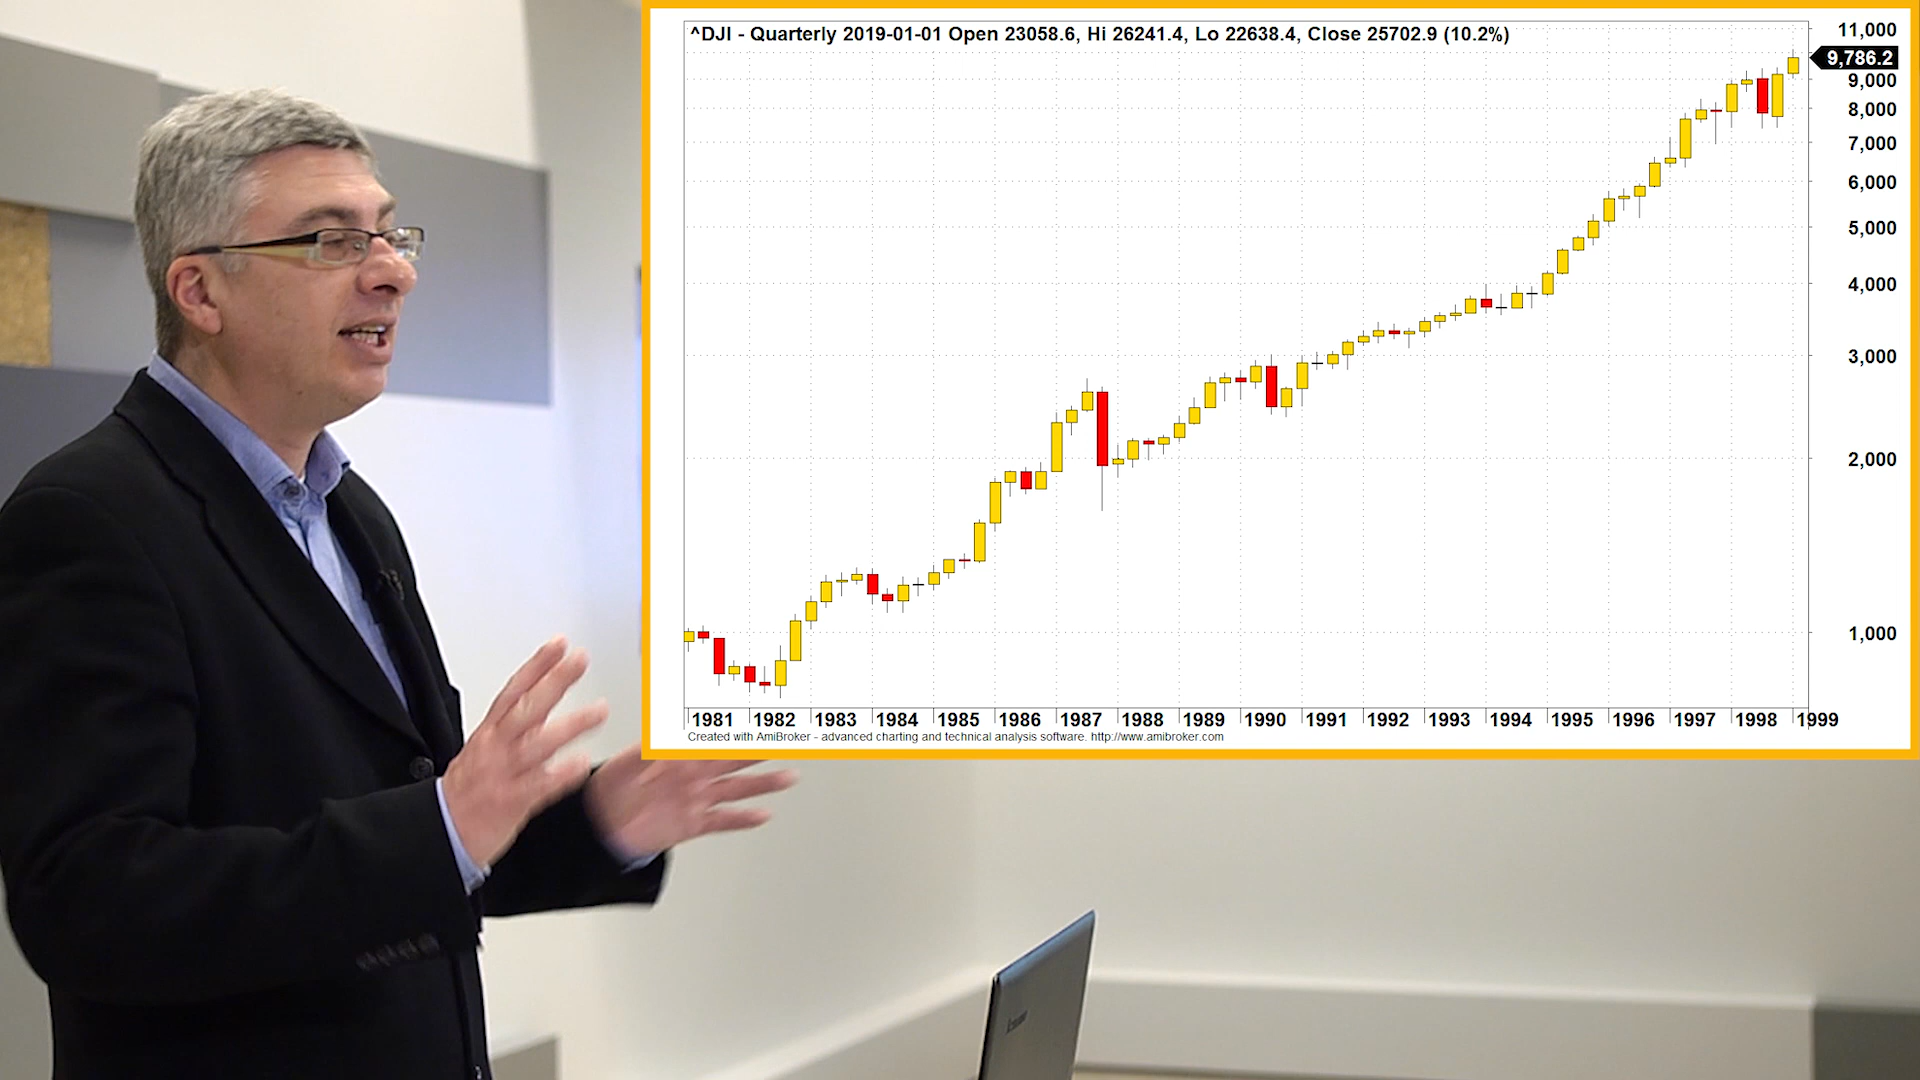 ^DJI - Quarterly 2019-01-01 Open 23058.6, Hi 26241.4, Lo 22638.4, Close 25702.9 (10.2%)
11,000
9,786.2
9,000
8,000
7,000
6,000
5,000
4,000
3,000
2,000
1,000
1981 1982 1983 1984 1985 1986 1987 1988 1989 1990 1991 1992 1993 1994 1995 1996 1997 1998 1999
Created with AmiBroker - advanced charting and technical analysis software. http://www.amibroker.com
lenovo